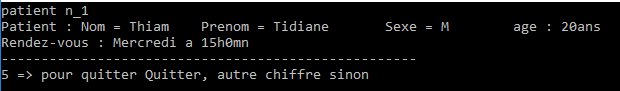 patient n_1
Patient : Nom = Thiam    Prenom = Tidiane       Sexe = M        age : 20ans
Rendez-vous : Mercredi a 15h0mn
----------------------------------------------------
5 => pour quitter Quitter, autre chiffre sinon